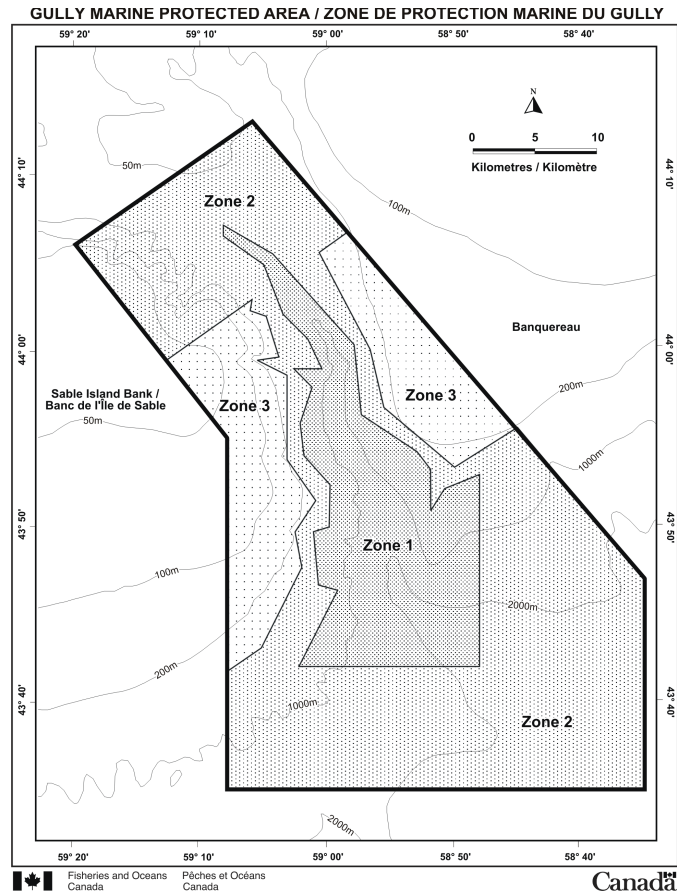 GULLY MARINE PROTECTED AREA / ZONE DE PROTECTION MARINE DU GULLY
59° 20' 59° 10' 59° 00' 58° 50' 58° 40'
N
0 5 10
Kilometres / Kilomètre
50m
44° 10' 44° 10'
Zone 2
100m
Banquereau
44° 00' 44° 00'
200m
Sable Island Bank /
Banc de l'Île de Sable
Zone 3
Zone 3
50m
1000m
43° 50' 43° 50'
Zone 1
100m
2000m
200m
43° 40' 43° 40'
1000m
Zone 2
2000m
59° 20' 59° 10' 59° 00' 58° 50' 58° 40'
Fisheries and Oceans
Canada
Pêches et Océans
Canada
Canada